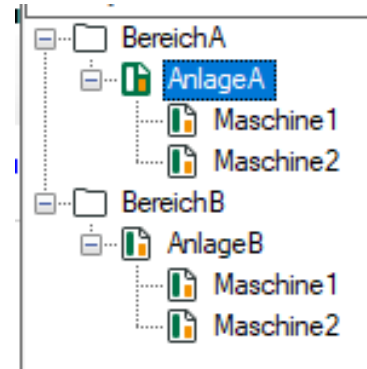 BereichA
AnlageA
Maschine1
Maschine2
BereichB
AnlageB
Maschine1
Maschine2